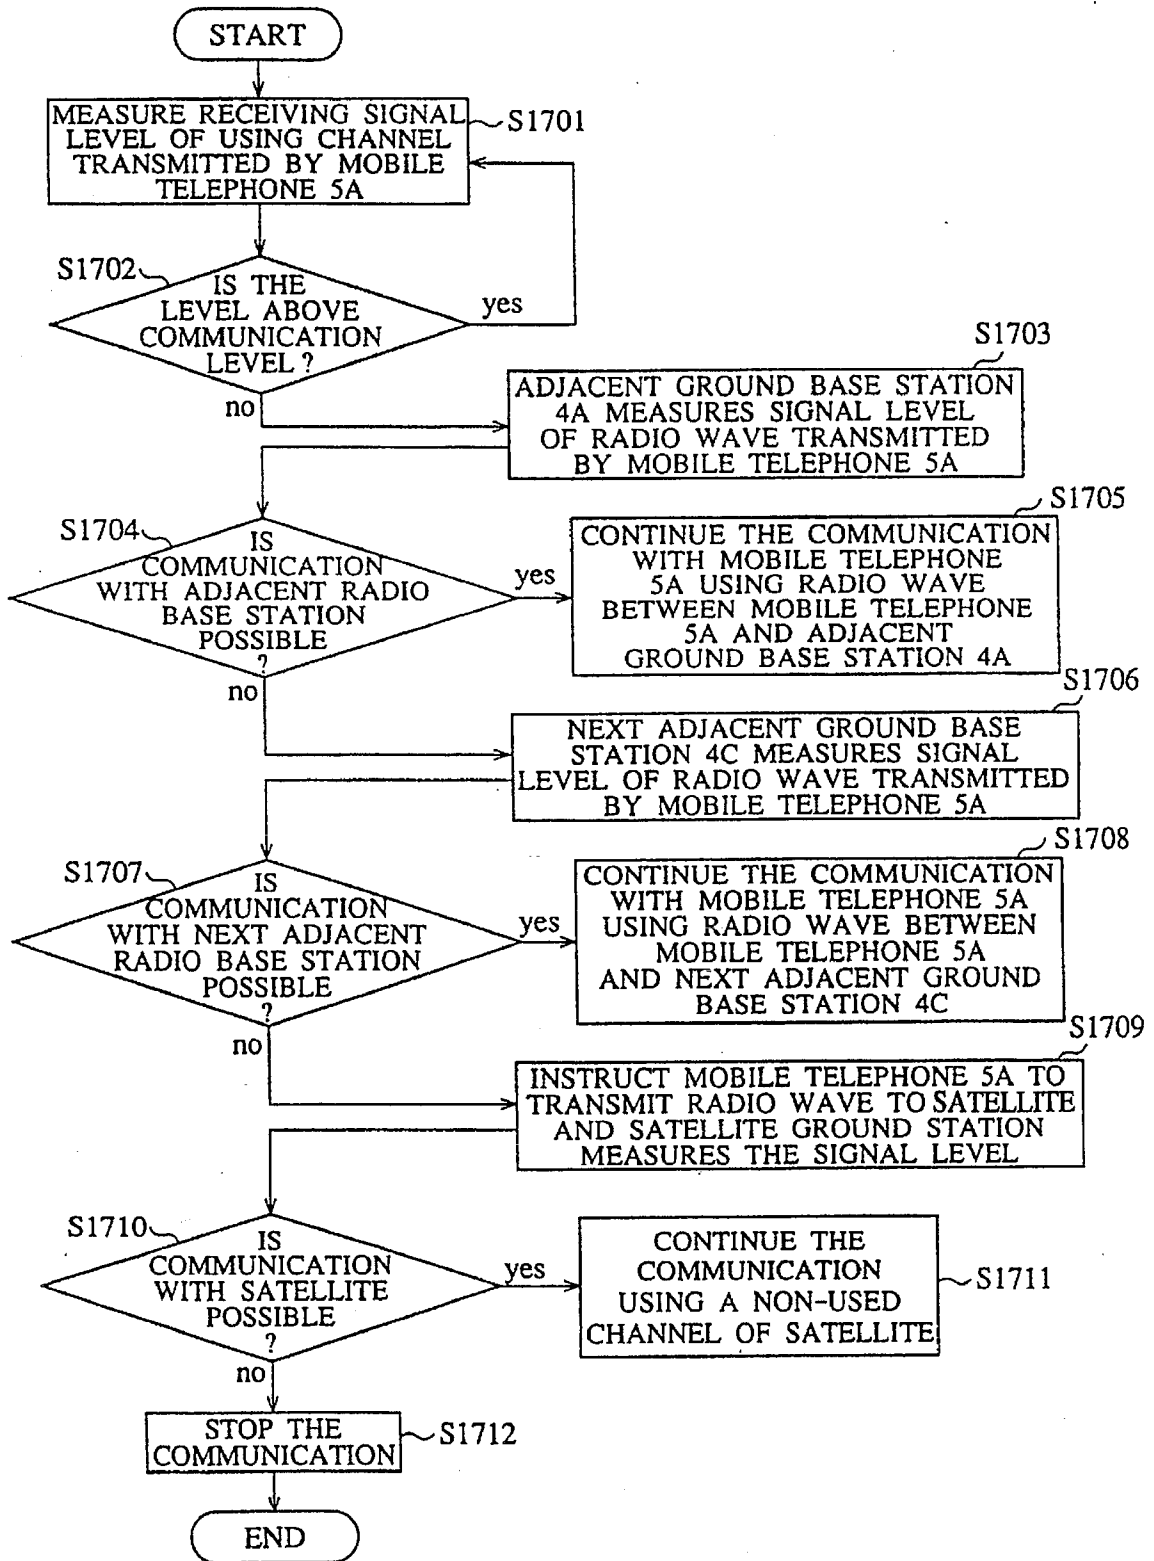 START
MEASURE RECEIVING SIGNAL
LEVEL OF USING CHANNEL
TRANSMITTED BY MOBILE
TELEPHONE 5A
S1701
S1702
IS THE
LEVEL ABOVE
COMMUNICATION
LEVEL ?
yes
no
S1703
ADJACENT GROUND BASE STATION
4A MEASURES SIGNAL LEVEL
OF RADIO WAVE TRANSMITTED
BY MOBILE TELEPHONE 5A
S1704
IS
COMMUNICATION
WITH ADJACENT RADIO
BASE STATION
POSSIBLE
?
yes
no
S1705
CONTINUE THE COMMUNICATION
WITH MOBILE TELEPHONE
5A USING RADIO WAVE
BETWEEN MOBILE TELEPHONE
5A AND ADJACENT
GROUND BASE STATION 4A
S1706
NEXT ADJACENT GROUND BASE
STATION 4C MEASURES SIGNAL
LEVEL OF RADIO WAVE TRANSMITTED
BY MOBILE TELEPHONE 5A
S1707
IS
COMMUNICATION
WITH NEXT ADJACENT
RADIO BASE STATION
POSSIBLE
?
yes
no
S1708
CONTINUE THE COMMUNICATION
WITH MOBILE TELEPHONE 5A
USING RADIO WAVE BETWEEN
MOBILE TELEPHONE 5A
AND NEXT ADJACENT GROUND
BASE STATION 4C
S1709
INSTRUCT MOBILE TELEPHONE 5A TO
TRANSMIT RADIO WAVE TO SATELLITE
AND SATELLITE GROUND STATION
MEASURES THE SIGNAL LEVEL
S1710
IS
COMMUNICATION
WITH SATELLITE
POSSIBLE
?
yes
no
CONTINUE THE
COMMUNICATION
USING A NON-USED
CHANNEL OF SATELLITE
S1711
STOP THE
COMMUNICATION
S1712
END